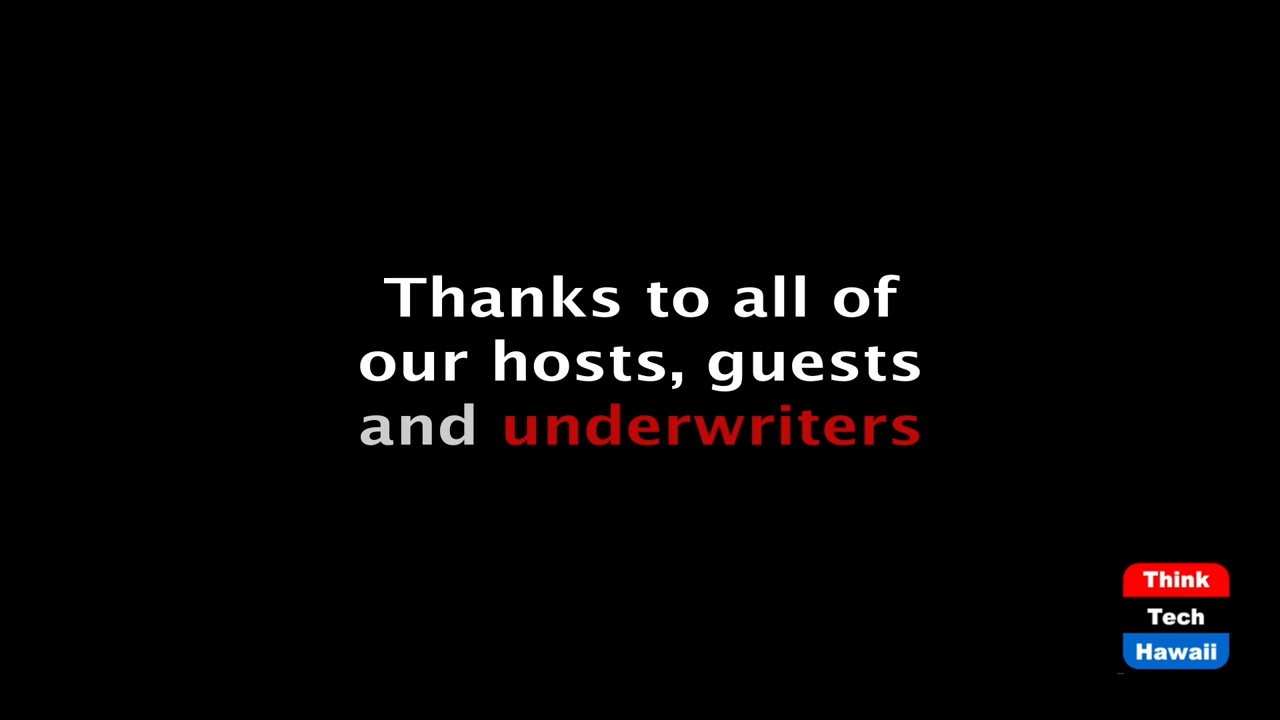 Thanks to all of
our hosts, guests
and underwriters
Think
Tech
Hawaii